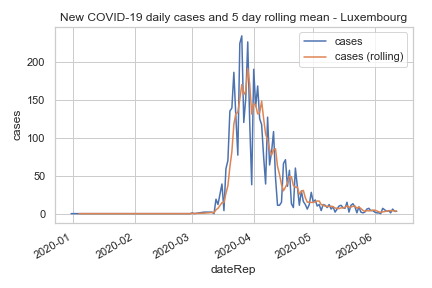 New COVID-19 daily cases and 5 day rolling mean - Luxembourg
cases
cases (rolling)
200
150
100
50
0
cases
2020-01
2020-02
2020-03
2020-04
2020-05
2020-06
dateRep